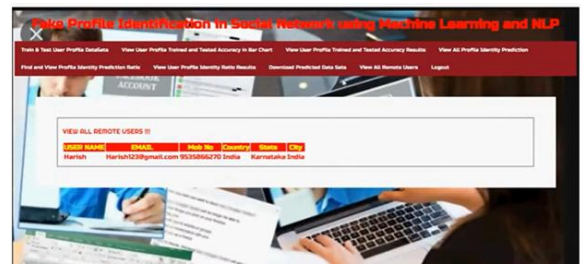 Fake Profile Identification in Social Network using Machine Learning and NLP
Train & Test User Profile DataSets View User Profile Trained and Tested Accuracy in Bar Chart View User Profile Trained and Tested Accuracy Results View All Profile Identity Prediction
Find and View Profile Identity Prediction Ratio View User Profile Identity Ratio Results Download Predicted Data Sets View All Remote Users Logout
ACCOUNT
VIEW ALL REMOTE USERS !!!
USER NAME EMAIL Mob No Country State City
Harish Harish123@gmail.com 9535866270 India Karnataka India